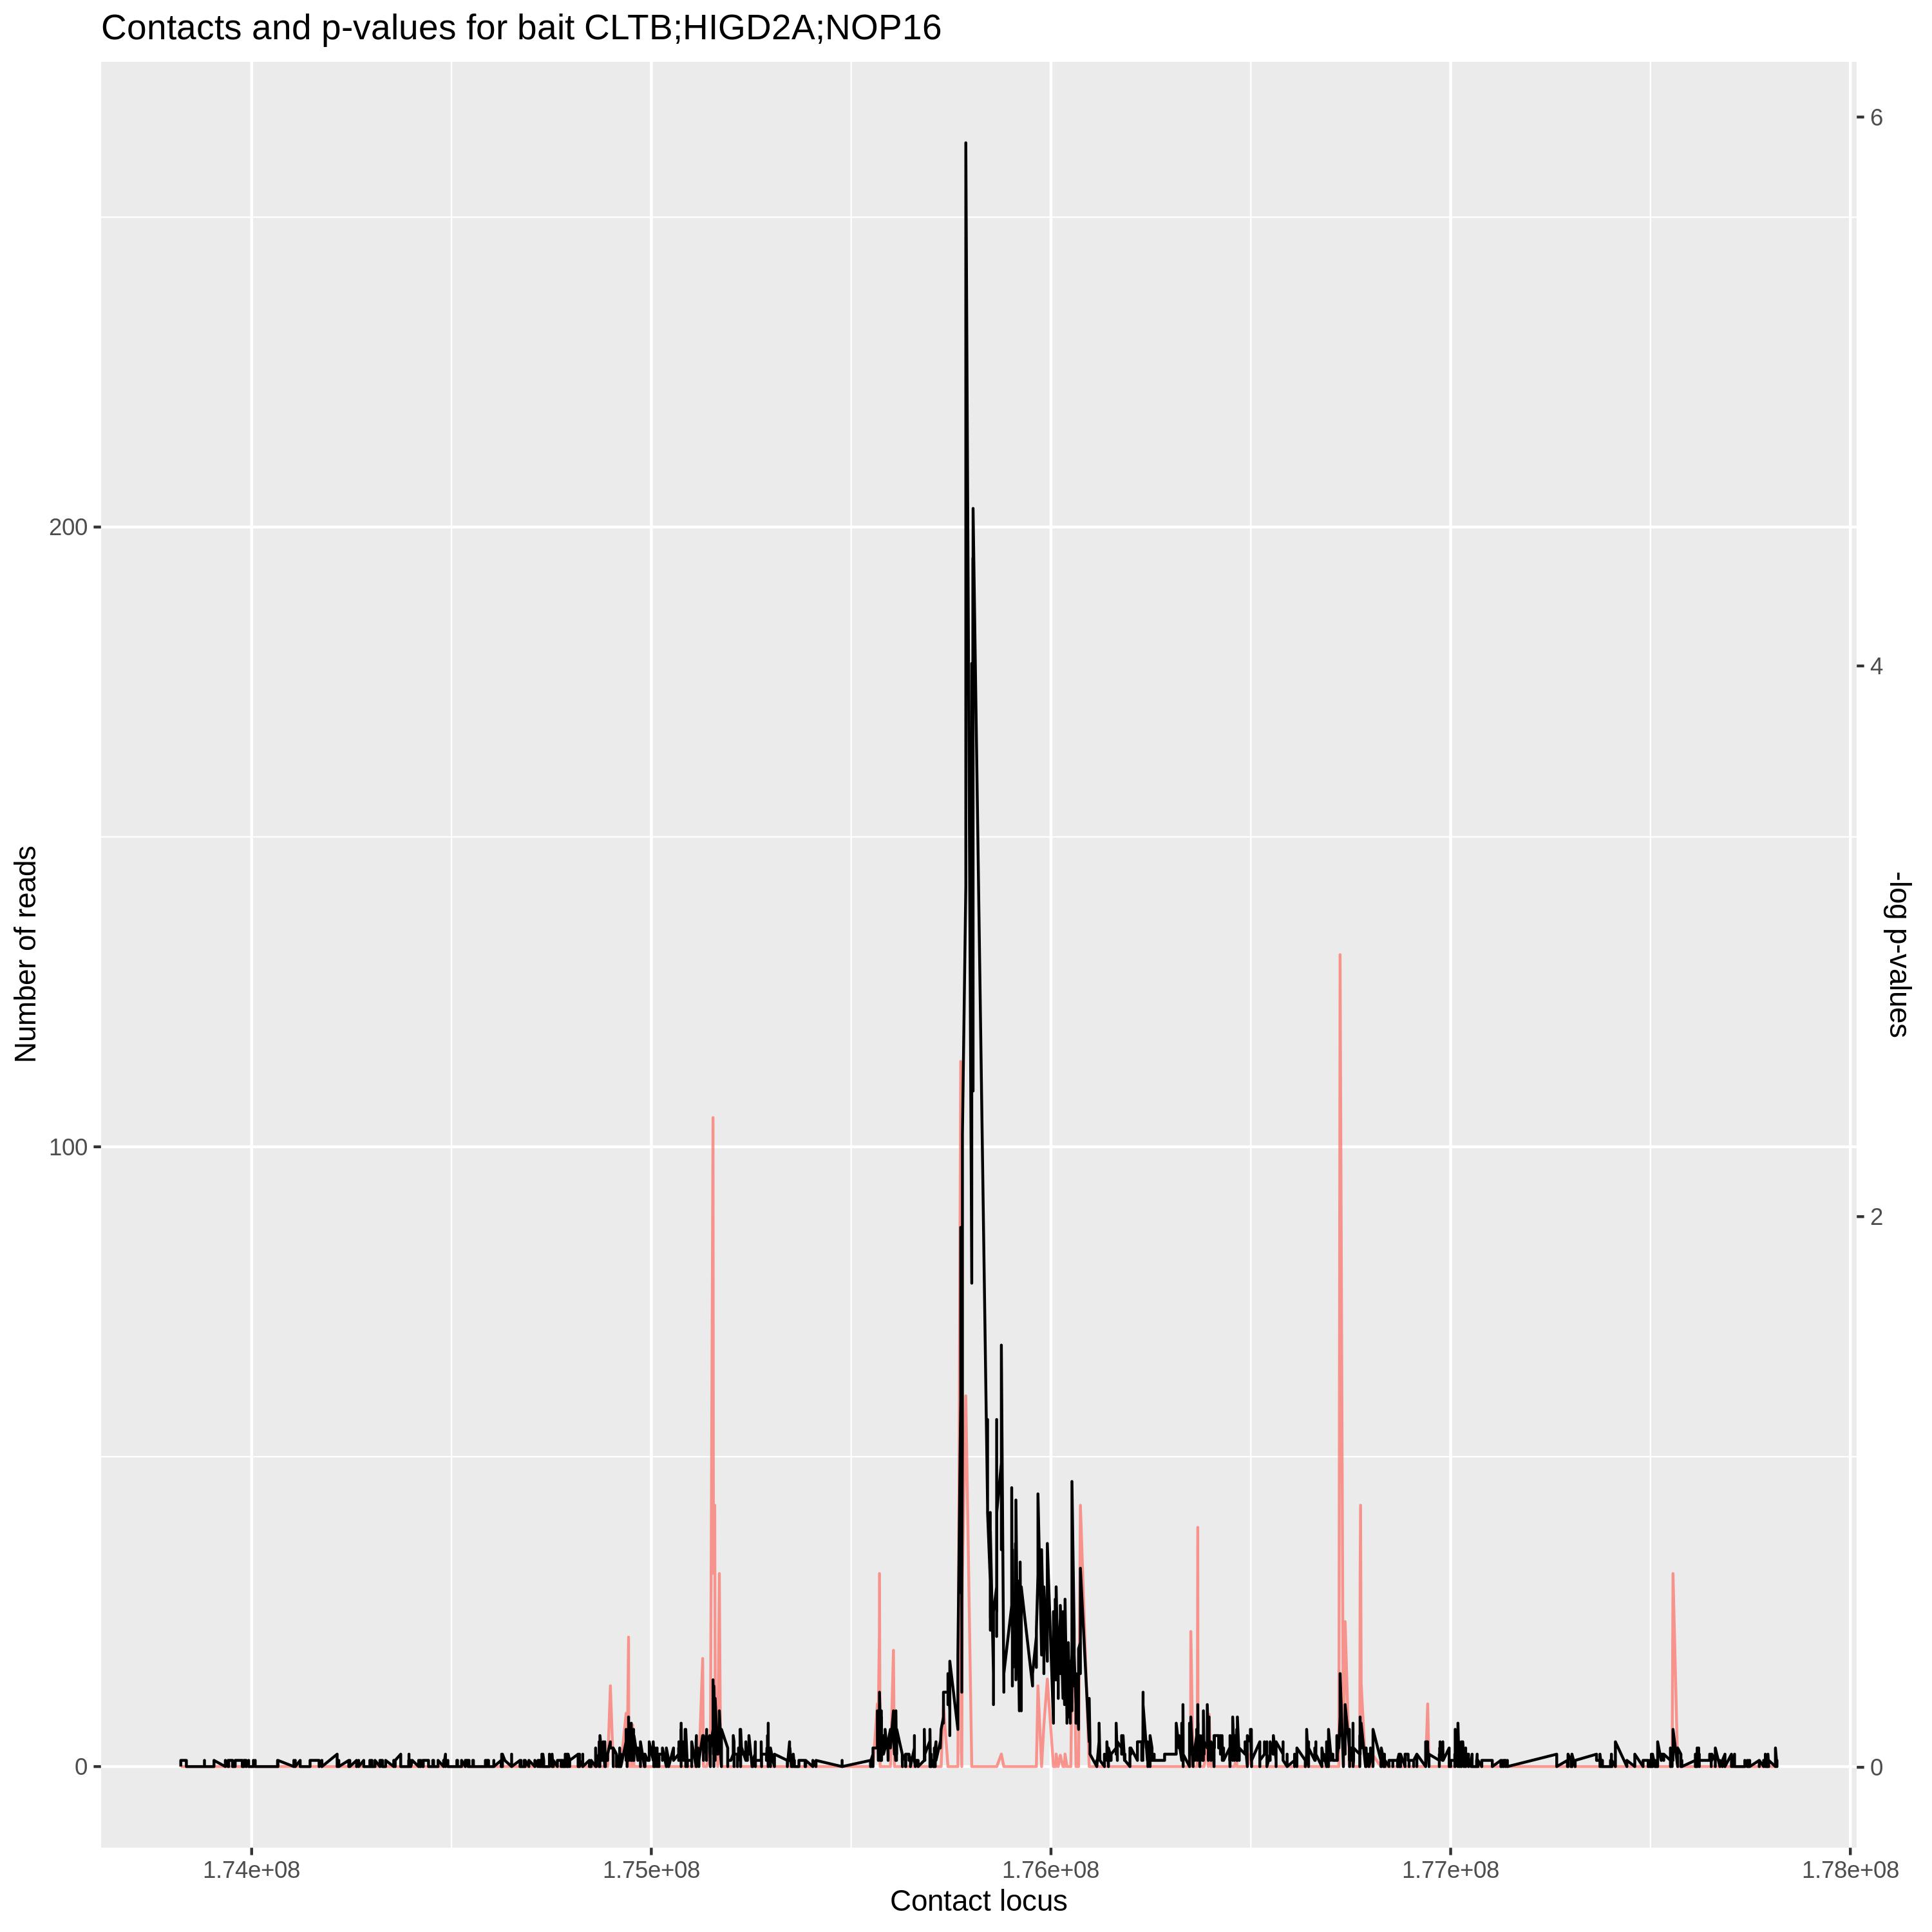 Contacts and p-values for bait CLTB;HIGD2A;NOP16
6
200
4
Number of reads
-log p-values
100
2
0
0
1.74e+08
1.75e+08
1.76e+08
1.77e+08
1.78e+08
Contact locus